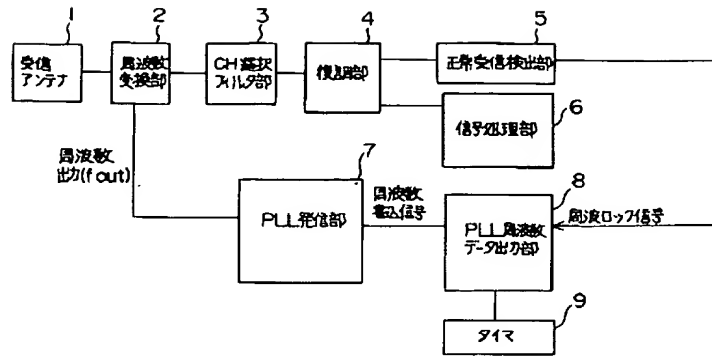 1
2
3
4
5
受信
アンテナ
周波数
変換部
CH選択
フィルタ部
復調部
正常受信検出部
6
信号処理部
周波数
出力(f out)
7
PLL発信部
周波数
書込信号
8
PLL周波数
データ出力部
周波ロック信号
9
タイマ